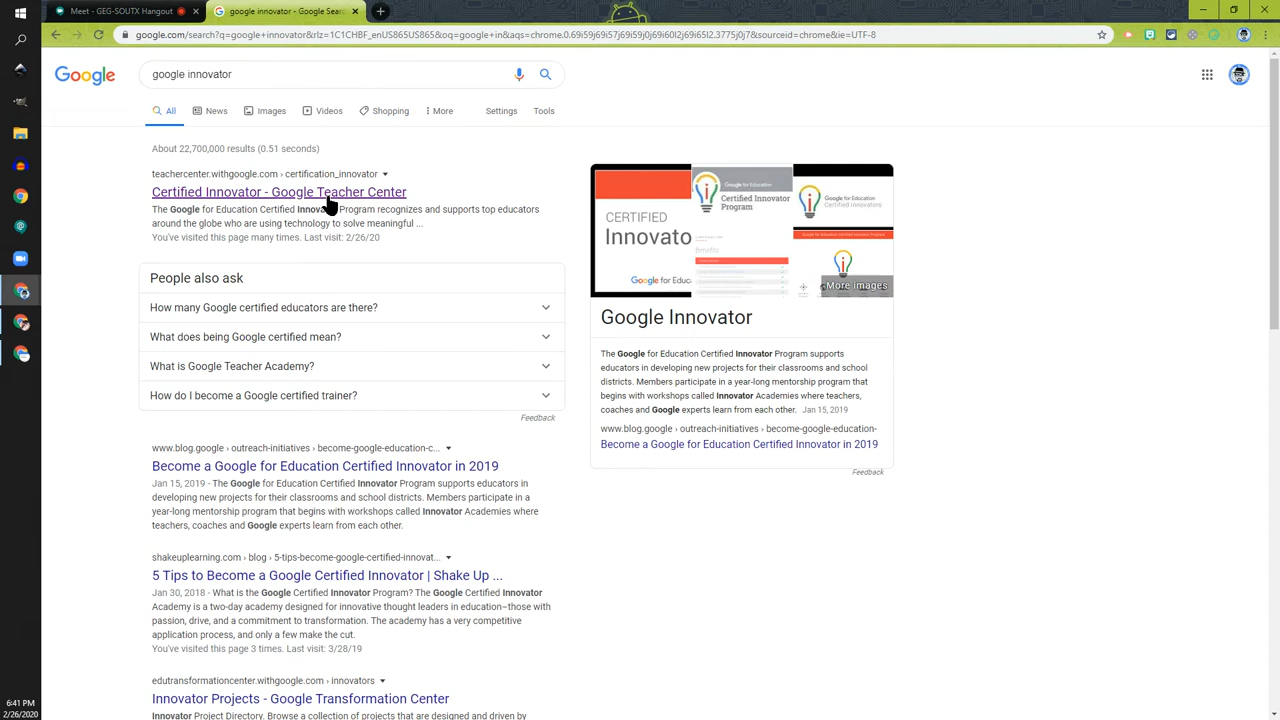 Meet - GEG-SOUTX Hangout
google innovator - Google Search
google.com/search?q=google+innovator&rlz=1C1CHBF_enUS865US865&oq=google+in&aqs=chrome.0.69i59j69i57j69i59j0j69i60l2j69i65l2.3775j0j7&sourceid=chrome&ie=UTF-8
Google
google innovator
All News Images Videos Shopping More Settings Tools
About 22,700,000 results (0.51 seconds)
teachercenter.withgoogle.com › certification_innovator
Certified Innovator - Google Teacher Center
The Google for Education Certified Program recognizes and supports top educators
around the globe who are using technology to solve meaningful ...
You've visited this page many times. Last visit: 2/26/20
People also ask
How many Google certified educators are there?
What does being Google certified mean?
What is Google Teacher Academy?
How do I become a Google certified trainer?
Feedback
www.blog.google › outreach-initiatives › become-google-education-c...
Become a Google for Education Certified Innovator in 2019
Jan 15, 2019 - The Google for Education Certified Innovator Program supports educators in
developing new projects for their classrooms and school districts. Members participate in a
year-long mentorship program that begins with workshops called Innovator Academies where
teachers, coaches and Google experts learn from each other.
shakeuplearning.com › blog › 5-tips-become-google-certified-innovat...
5 Tips to Become a Google Certified Innovator | Shake Up ...
Jan 30, 2018 - What is the Google Certified Innovator Program? The Google Certified Innovator
Academy is a two-day academy designed for innovative thought leaders in education–those with
passion, drive, and a commitment to transformation. The academy has a very competitive
application process, and only a few make the cut.
You've visited this page 3 times. Last visit: 3/28/19
edutransformationcenter.withgoogle.com › innovators
Innovator Projects - Google Transformation Center
Innovator Project Directory. Browse a collection of projects that are designed and driven by
CERTIFIED
Innovato
Google for Educ
Google for Education
Certified Innovator
Program
Benefits
Google for Education
Certified Innovators
Google for Education Certified Innovator Program
More images
Google Innovator
The Google for Education Certified Innovator Program supports
educators in developing new projects for their classrooms and school
districts. Members participate in a year-long mentorship program that
begins with workshops called Innovator Academies where teachers,
coaches and Google experts learn from each other. Jan 15, 2019
www.blog.google › outreach-initiatives › become-google-education-
Become a Google for Education Certified Innovator in 2019
Feedback
6:41 PM
2/26/2020